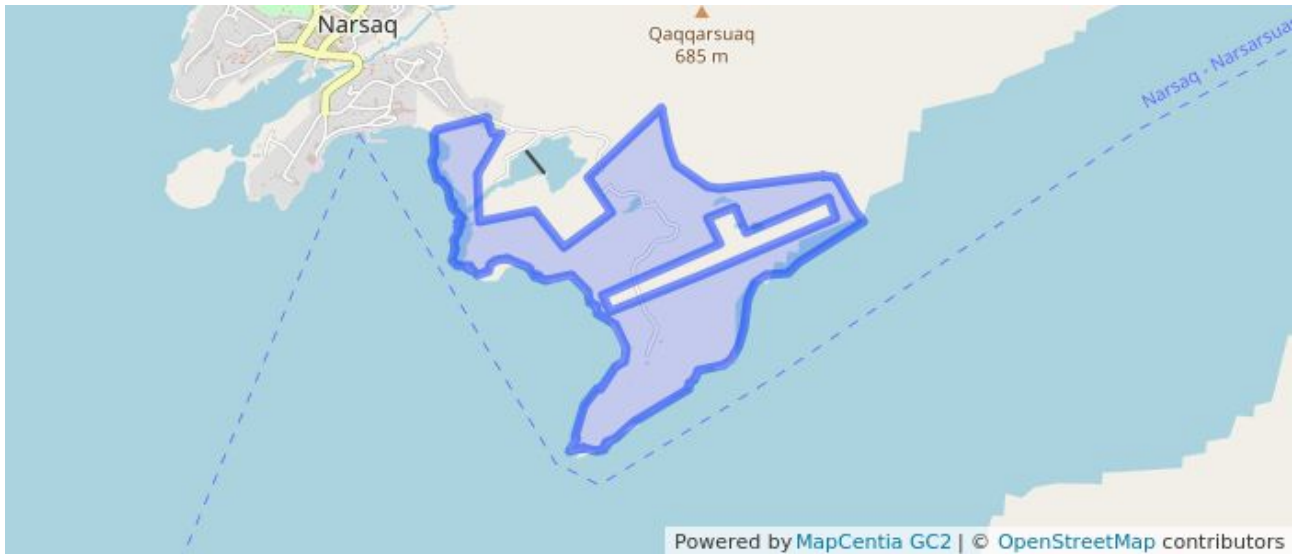 Narsaq
Qaqqarsuaq
685 m
Narsaq - Narsarsuaq
Powered by MapCentia GC2 | © OpenStreetMap contributors